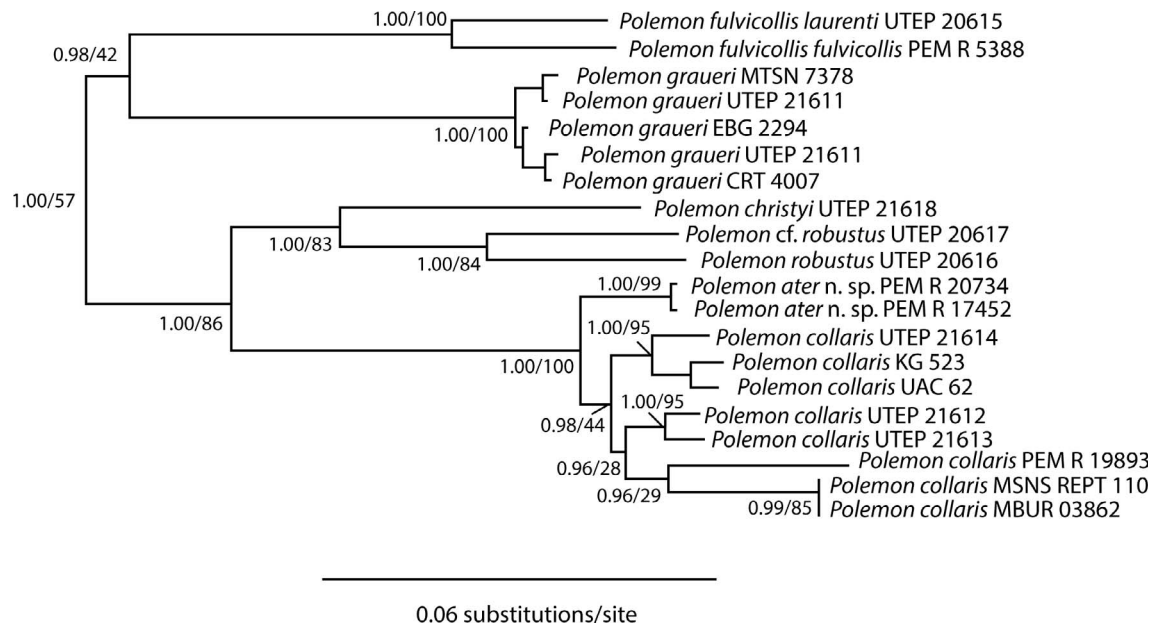 1.00/100
Polemon fulvicollis laurenti UTEP 20615
0.98/42
Polemon fulvicollis fulvicollis PEM R 5388
Polemon graueri MTSN 7378
Polemon graueri UTEP 21611
1.00/100
Polemon graueri EBG 2294
Polemon graueri UTEP 21611
Polemon graueri CRT 4007
1.00/57
Polemon christyi UTEP 21618
1.00/83
Polemon cf. robustus UTEP 20617
1.00/84
Polemon robustus UTEP 20616
1.00/99
Polemon ater n. sp. PEM R 20734
Polemon ater n. sp. PEM R 17452
1.00/86
1.00/95
Polemon collaris UTEP 21614
1.00/100
Polemon collaris KG 523
Polemon collaris UAC 62
1.00/95
Polemon collaris UTEP 21612
0.98/44
Polemon collaris UTEP 21613
0.96/28
Polemon collaris PEM R 19893
0.96/29
Polemon collaris MSNS REPT 110
0.99/85
Polemon collaris MBUR 03862
0.06 substitutions/site